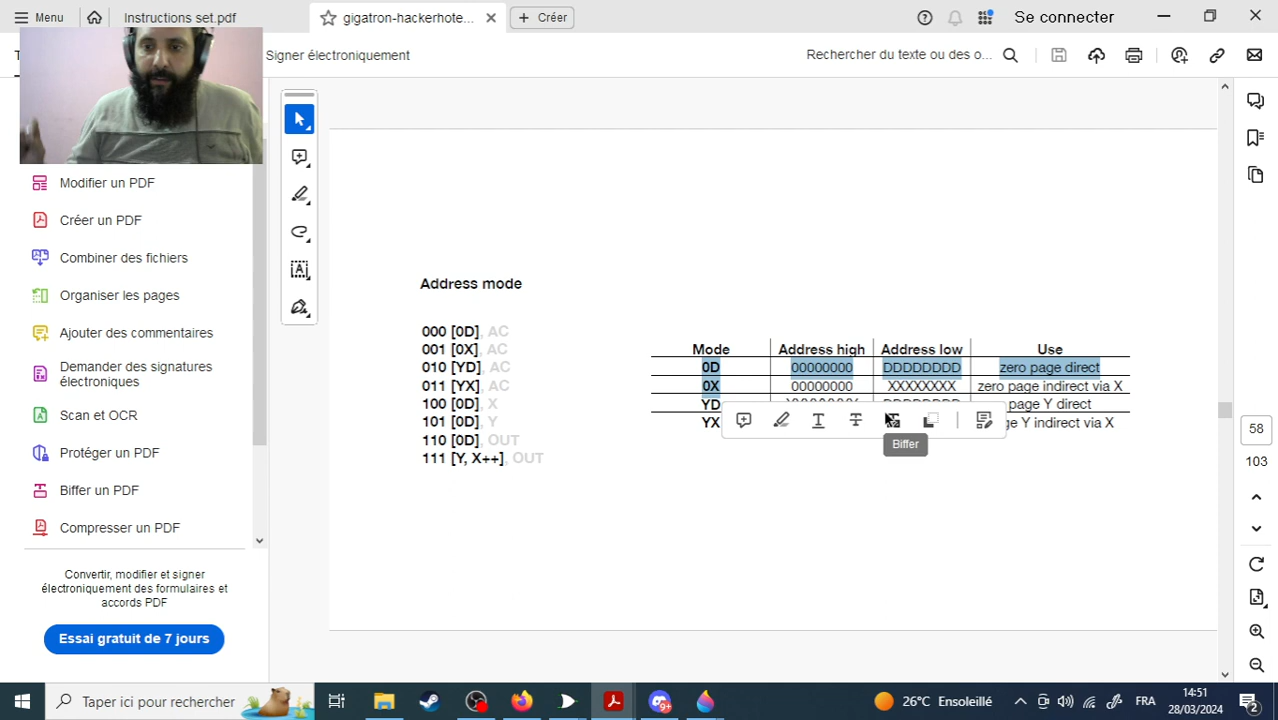 Menu
Instructions set.pdf
gigatron-hackerhote...
Créer
Se connecter
T
Signer électroniquement
Rechercher du texte ou des o...
Modifier un PDF
Créer un PDF
Combiner des fichiers
Organiser les pages
Ajouter des commentaires
Demander des signatures
électroniques
Scan et OCR
Protéger un PDF
Biffer un PDF
Compresser un PDF
Convertir, modifier et signer
électroniquement des formulaires et
accords PDF
Essai gratuit de 7 jours
Address mode
000 [0D], AC
001 [0X], AC
010 [YD], AC
011 [YX], AC
100 [0D], X
101 [0D], Y
110 [0D], OUT
111 [Y, X++], OUT
Mode Address high Address low Use
0D 00000000 DDDDDDDD zero page direct
0X 00000000 XXXXXXXX zero page indirect via X
YD page Y direct
YX Y indirect via X
Biffer
58
103
Taper ici pour rechercher
9+
26°C Ensoleillé
FRA
14:51
28/03/2024
2